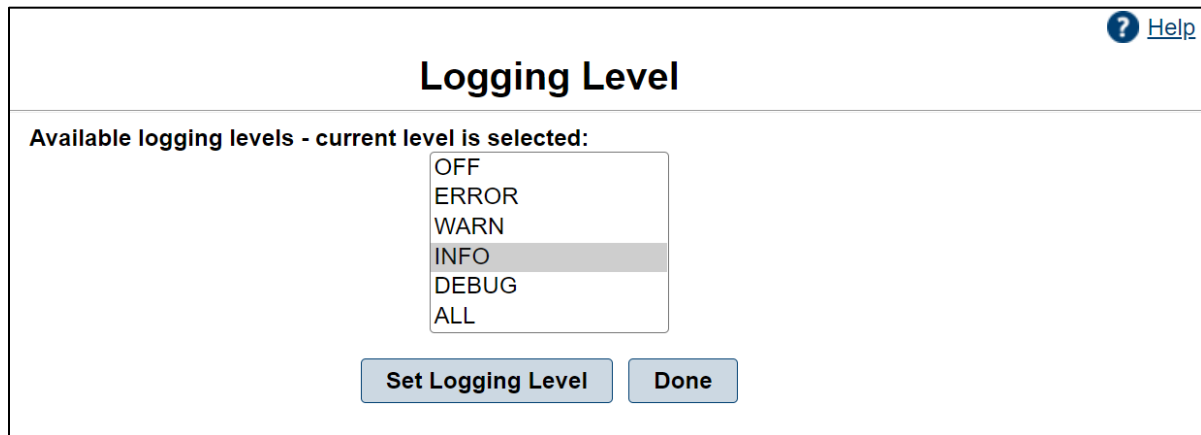 ? Help
Logging Level
Available logging levels - current level is selected:
OFF
ERROR
WARN
INFO
DEBUG
ALL
Set Logging Level Done